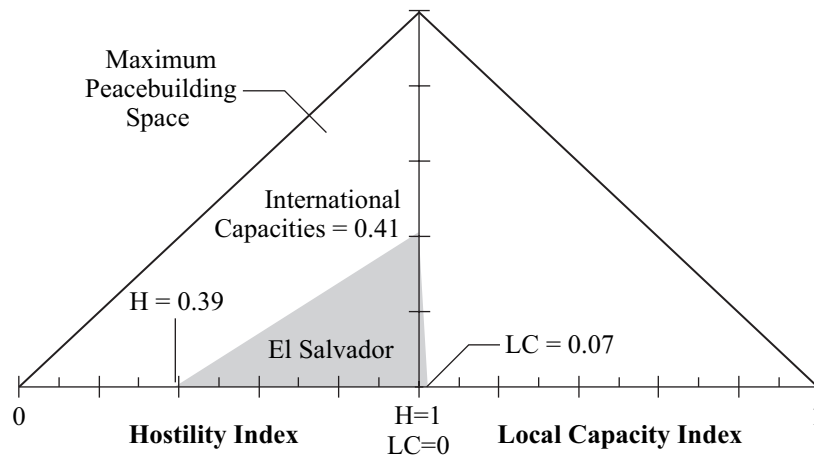 Maximum
Peacebuilding
Space
International
Capacities = 0.41
H = 0.39
El Salvador
LC = 0.07
0
H=1
LC=0
Hostility Index
Local Capacity Index